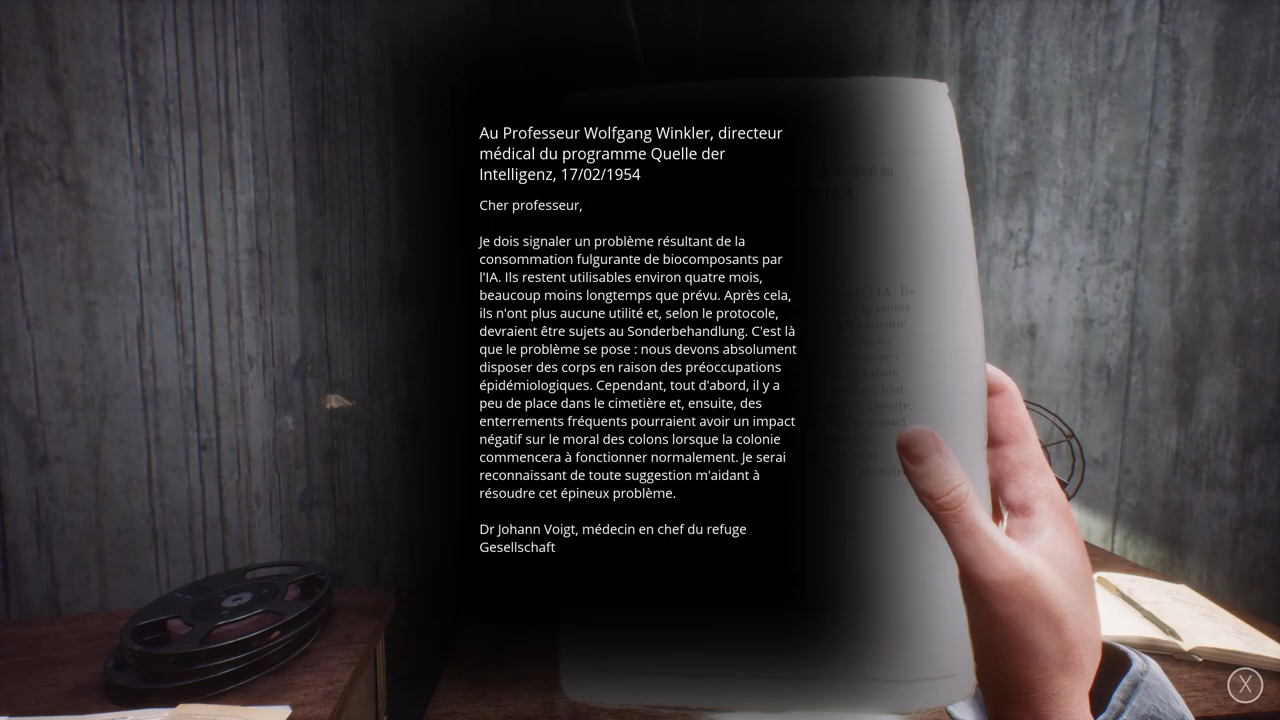 Au Professeur Wolfgang Winkler, directeur
médical du programme Quelle der
Intelligenz, 17/02/1954
Cher professeur,
Je dois signaler un problème résultant de la
consommation fulgurante de biocomposants par
l'IA. Ils restent utilisables environ quatre mois,
beaucoup moins longtemps que prévu. Après cela,
ils n'ont plus aucune utilité et, selon le protocole,
devraient être sujets au Sonderbehandlung. C'est là
que le problème se pose : nous devons absolument
disposer des corps en raison des préoccupations
épidémiologiques. Cependant, tout d'abord, il y a
peu de place dans le cimetière et, ensuite, des
enterrements fréquents pourraient avoir un impact
négatif sur le moral des colons lorsque la colonie
commencera à fonctionner normalement. Je serai
reconnaissant de toute suggestion m'aidant à
résoudre cet épineux problème.
Dr Johann Voigt, médecin en chef du refuge
Gesellschaft
X